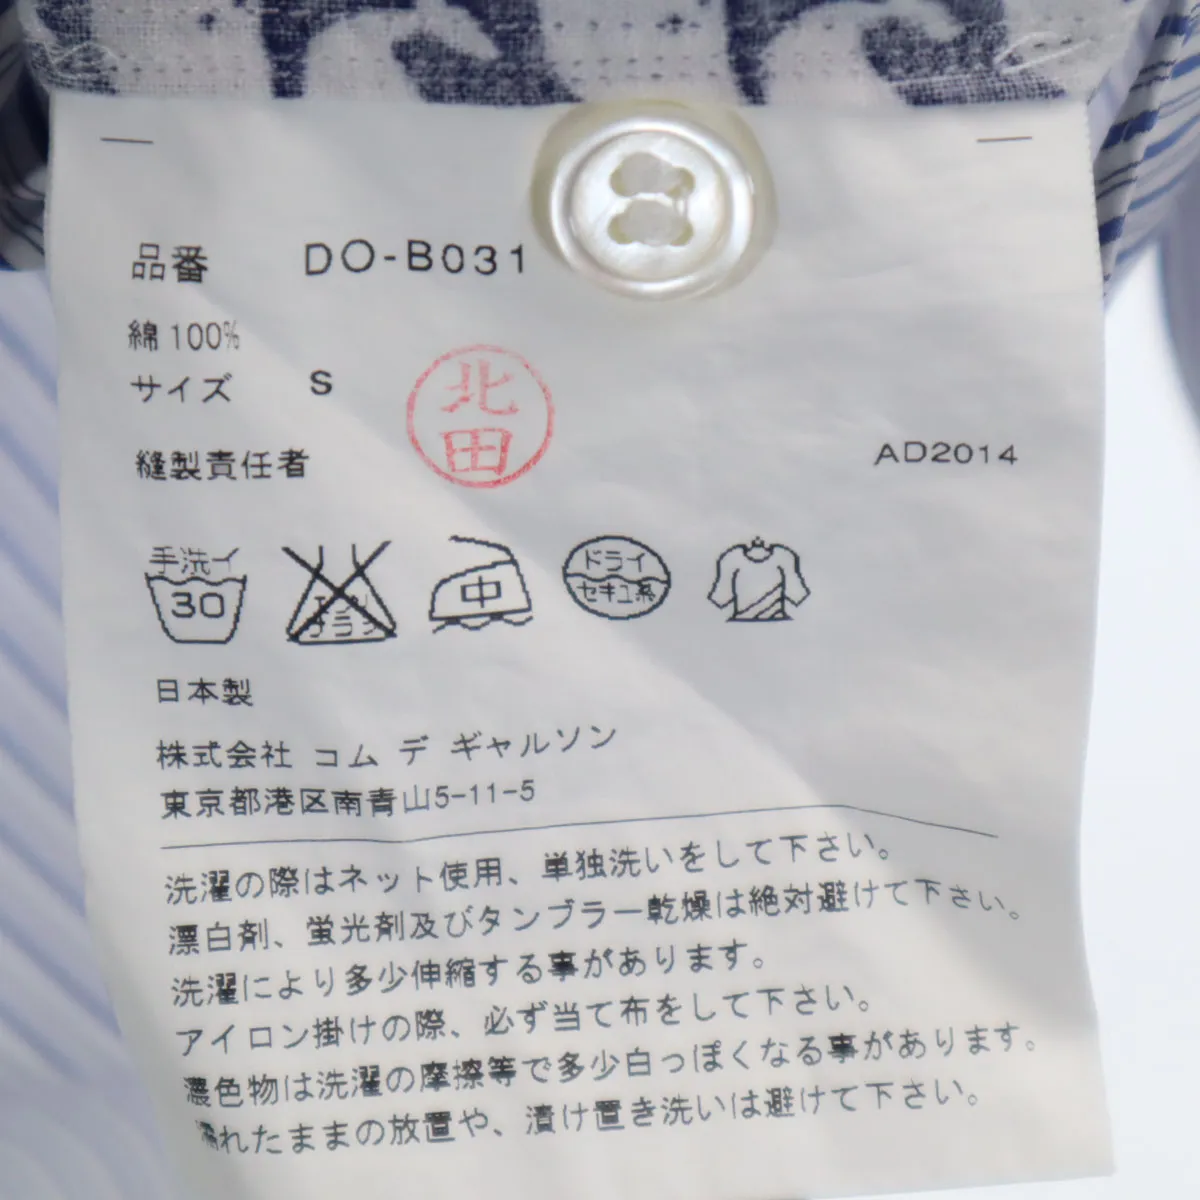 品番 DO-B031
綿 100%
サイズ S
北田
縫製責任者
AD2014
手洗イ
30
エンソ
サラシ
中
ドライ
セキユ系
日本製
株式会社 コム デ ギャルソン
東京都港区南青山5-11-5
洗濯の際はネット使用、単独洗いをして下さい。
漂白剤、蛍光剤及びタンブラー乾燥は絶対避けて下さい。
洗濯により多少伸縮する事があります。
アイロン掛けの際、必ず当て布をして下さい。
濃色物は洗濯の摩擦等で多少白っぽくなる事があります。
濡れたままの放置や、漬け置き洗いは避けて下さい。